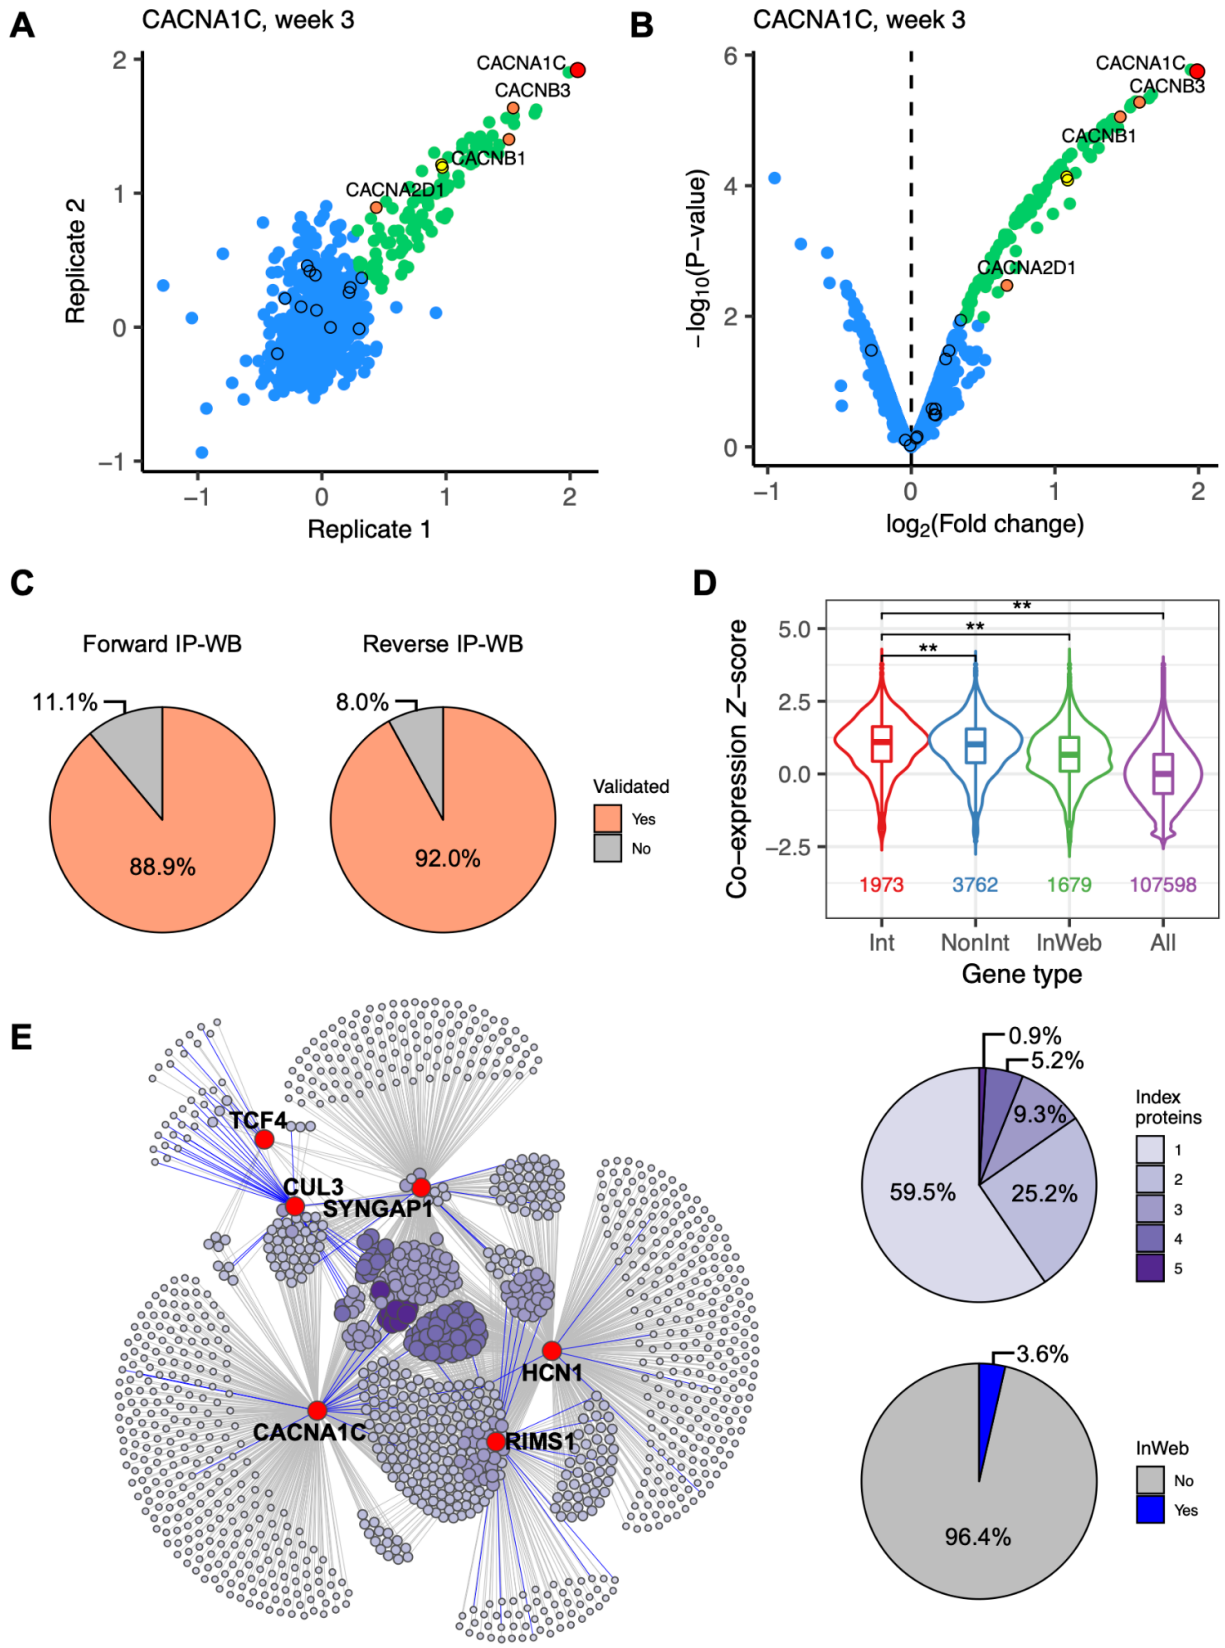 A
CACNA1C, week 3
2
1
0
−1
Replicate 2
CACNA1C
CACNB3
CACNB1
CACNA2D1
−1
0
1
2
Replicate 1
B
CACNA1C, week 3
6
4
2
0
−log10(P−value)
CACNA1C
CACNB3
CACNB1
CACNA2D1
−1
0
1
2
log2(Fold change)
C
Forward IP-WB
11.1%
88.9%
Reverse IP-WB
8.0%
92.0%
Validated
Yes
No
D
5.0
2.5
0.0
−2.5
Co−expression Z−score
**
**
**
1973
3762
1679
107598
Int
NonInt
InWeb
All
Gene type
E
TCF4
CUL3
SYNGAP1
HCN1
CACNA1C
RIMS1
0.9%
5.2%
9.3%
25.2%
59.5%
Index
proteins
1
2
3
4
5
3.6%
96.4%
InWeb
No
Yes